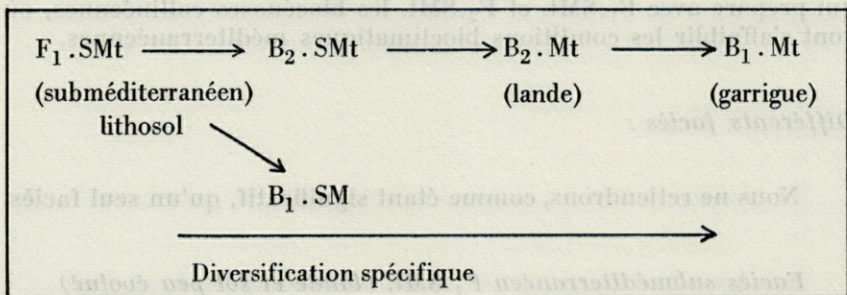 F₁.SMt ⟶ B₂.SMt ⟶ B₂.Mt ⟶ B₁.Mt
(subméditerranéen) (lande) (garrigue)
lithosol
B₁.SM
Diversification spécifique